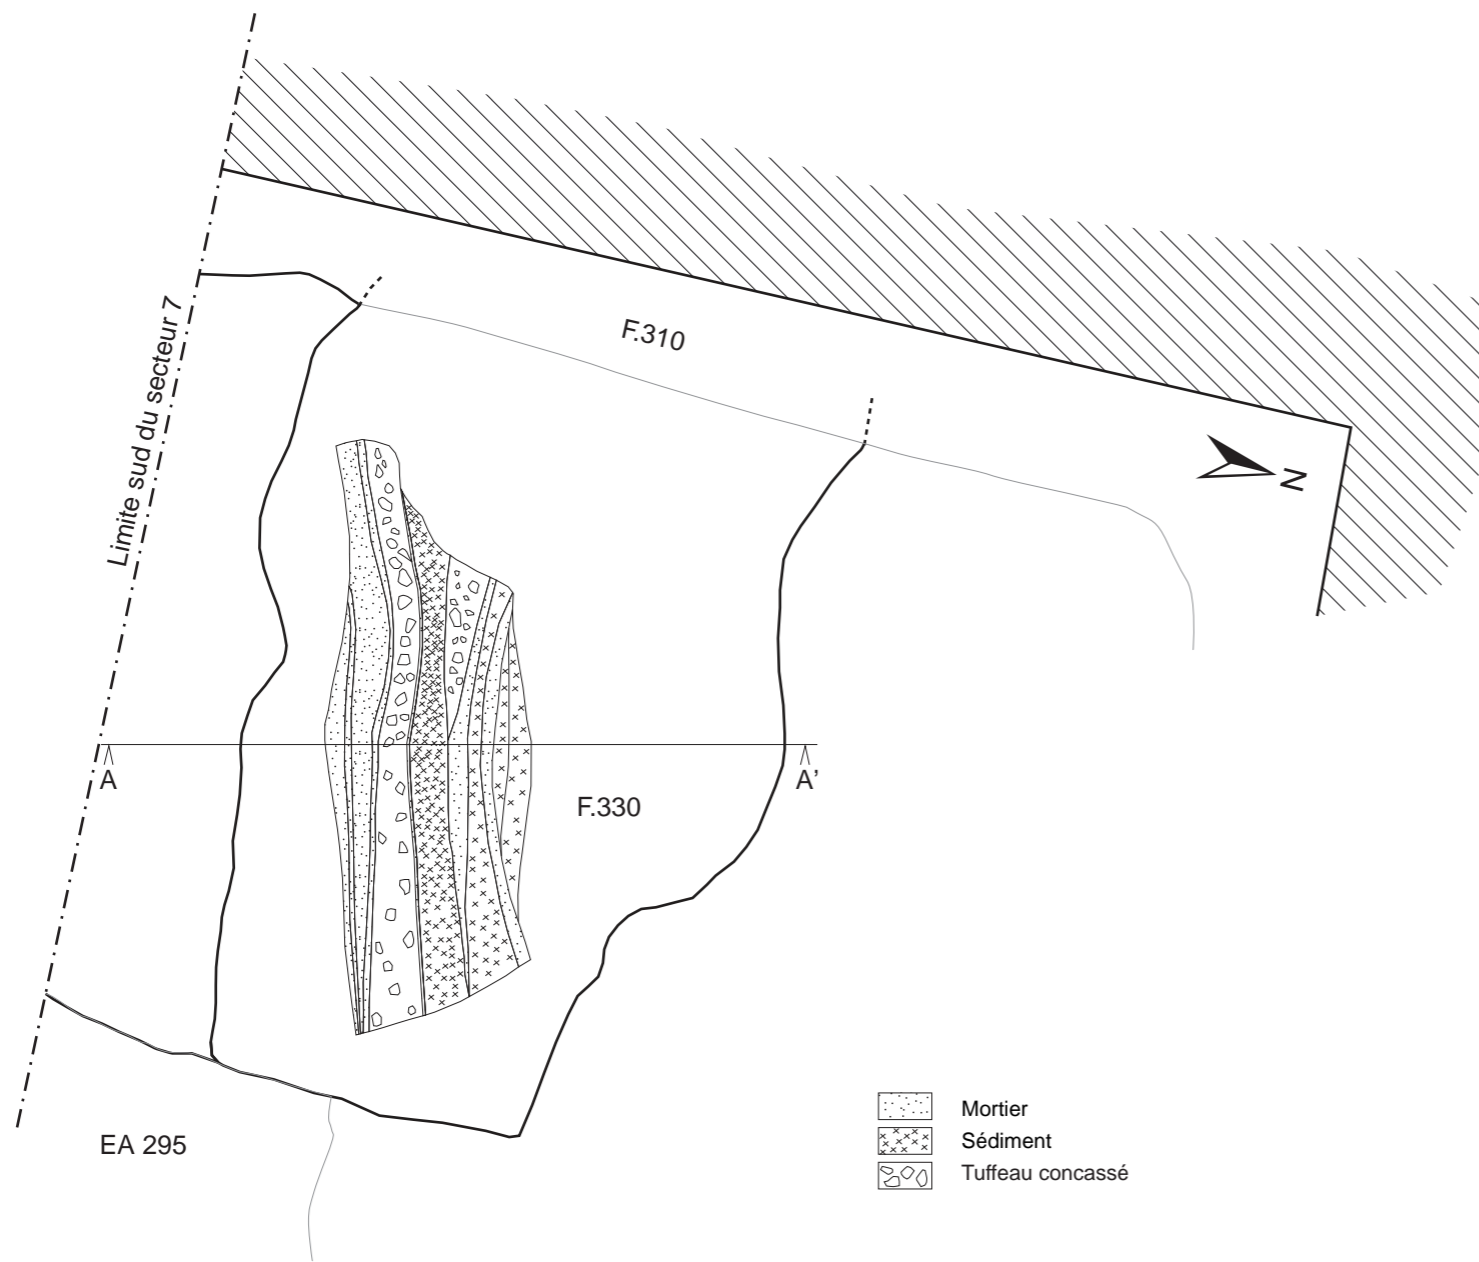 Limite sud du secteur 7
F.310
N
A
A’
F.330
EA 295
Mortier
Sédiment
Tuffeau concassé